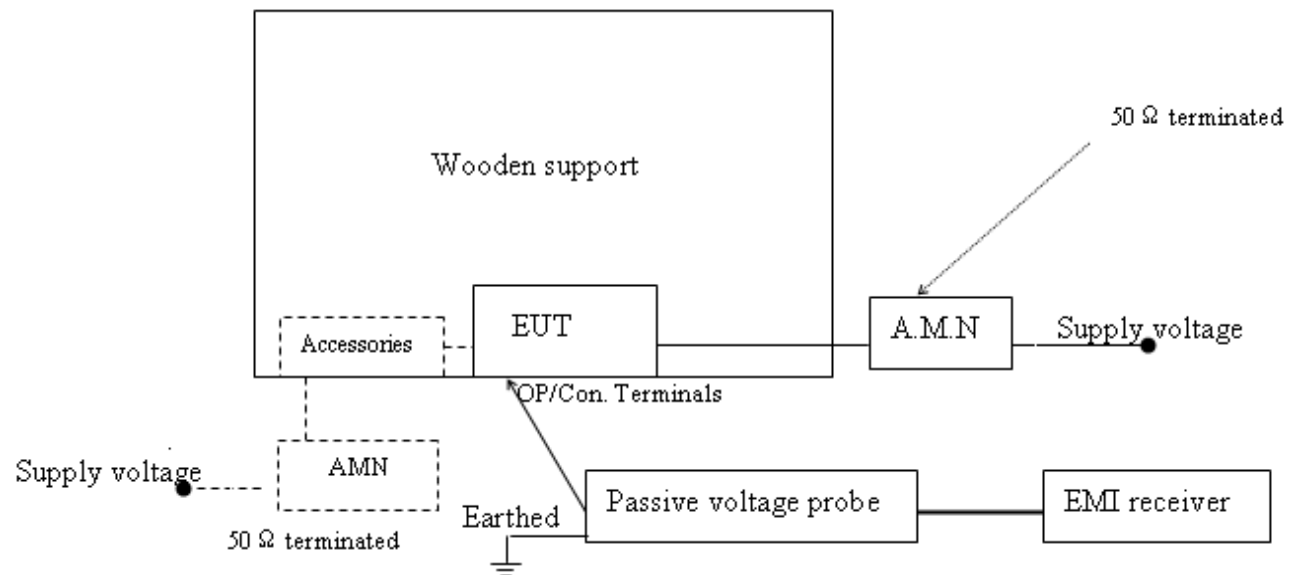 50 Ω terminated
Wooden support
EUT
A.M.N
Supply voltage
Accessories
OP/Con. Terminals
AMN
Supply voltage
50 Ω terminated
Earthed
Passive voltage probe
EMI receiver